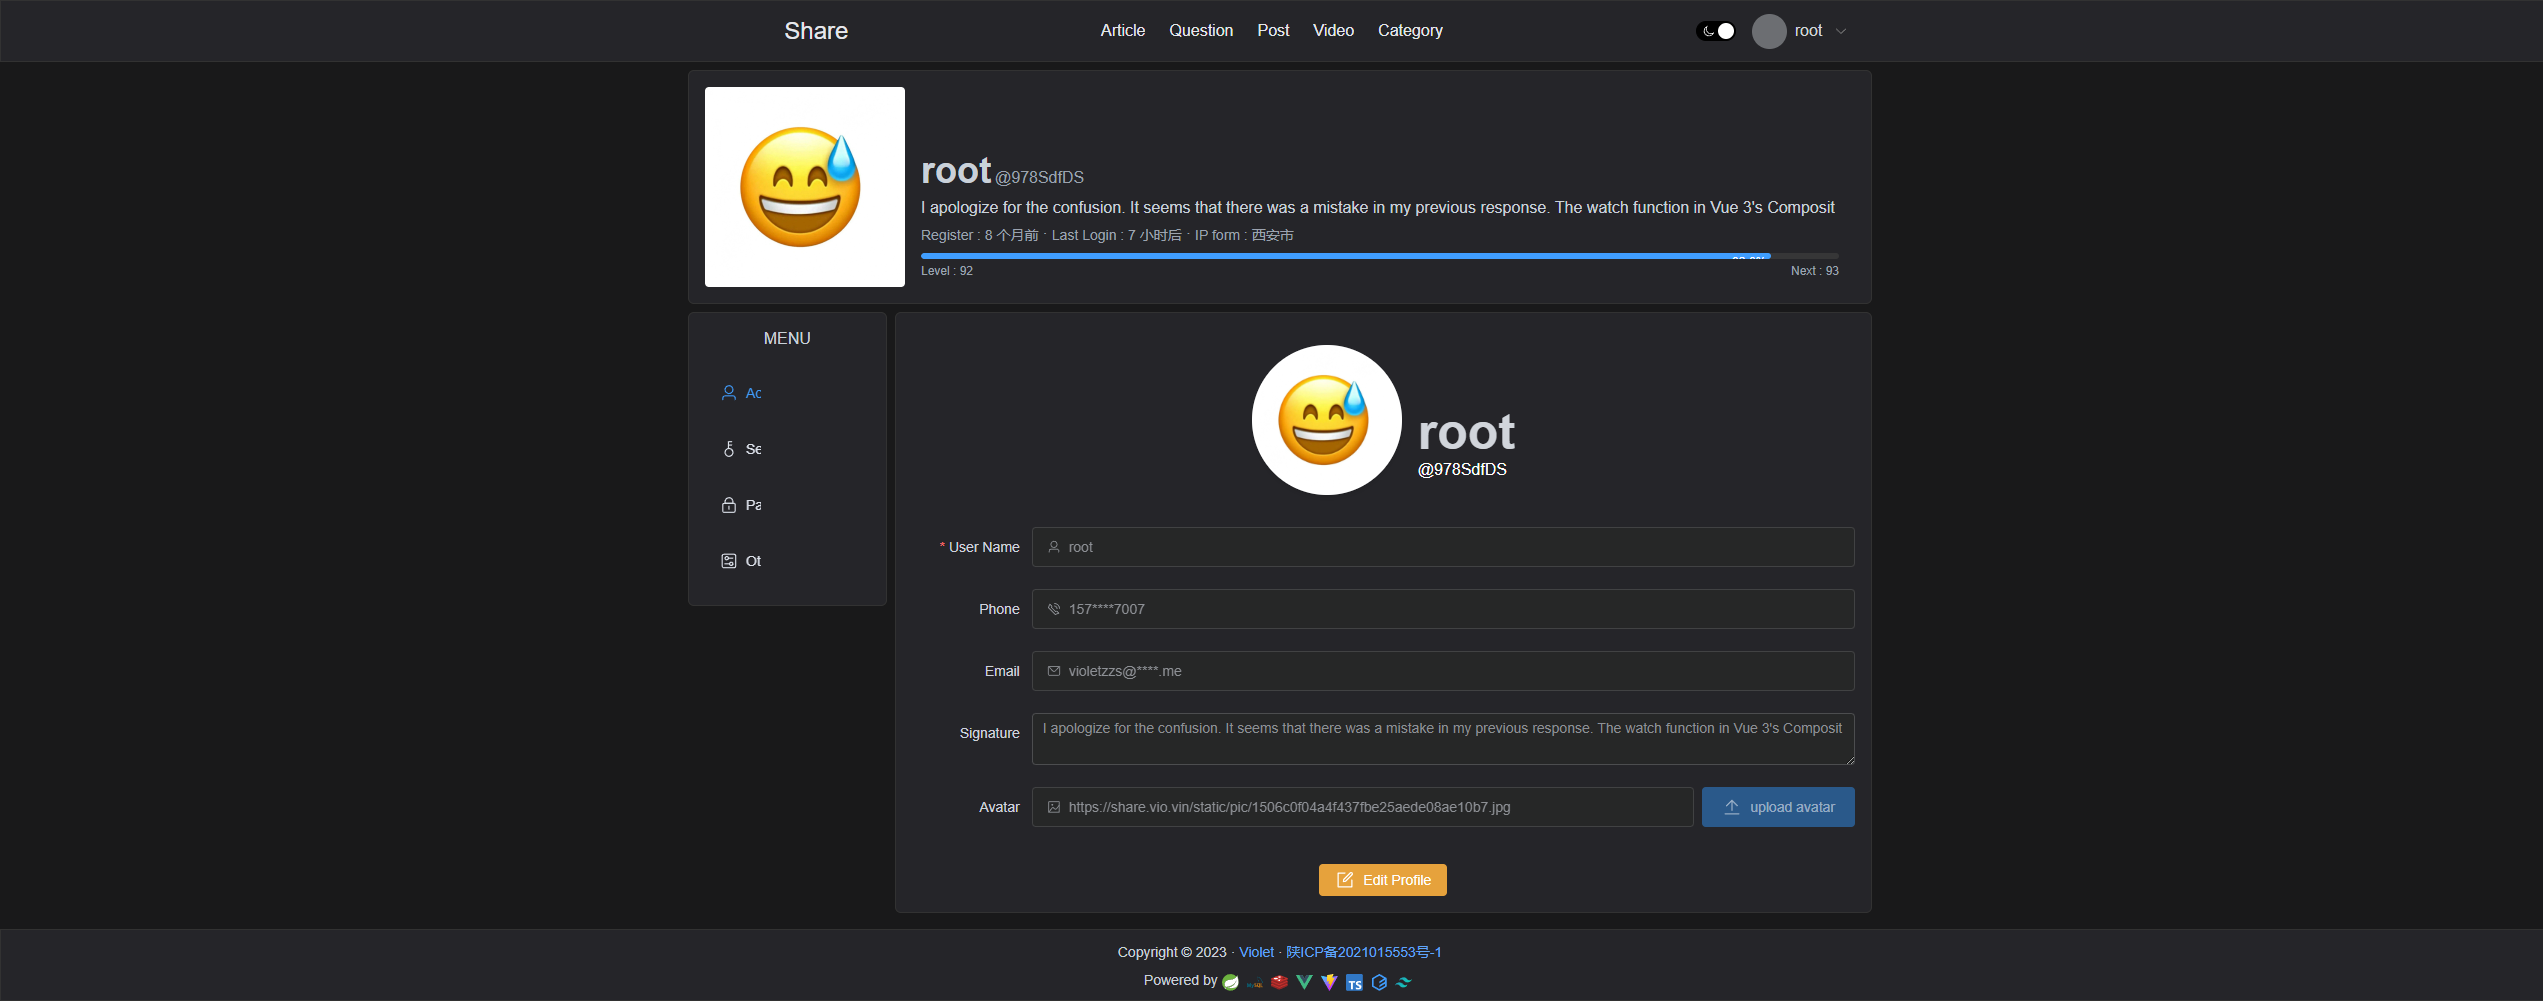 Share
Article Question Post Video Category
root
root @978SdfDS
I apologize for the confusion. It seems that there was a mistake in my previous response. The watch function in Vue 3's Composit
Register : 8 个月前 · Last Login : 7 小时后 · IP form : 西安市
Level : 92
Next : 93
MENU
Ac
Se
Pa
Ot
root
@978SdfDS
* User Name
root
Phone
157****7007
Email
violetzzs@****.me
Signature
I apologize for the confusion. It seems that there was a mistake in my previous response. The watch function in Vue 3's Composit
Avatar
https://share.vio.vin/static/pic/1506c0f04a4f437fbe25aede08ae10b7.jpg
upload avatar
Edit Profile
Copyright © 2023 · Violet · 陕ICP备2021015553号-1
Powered by
TS